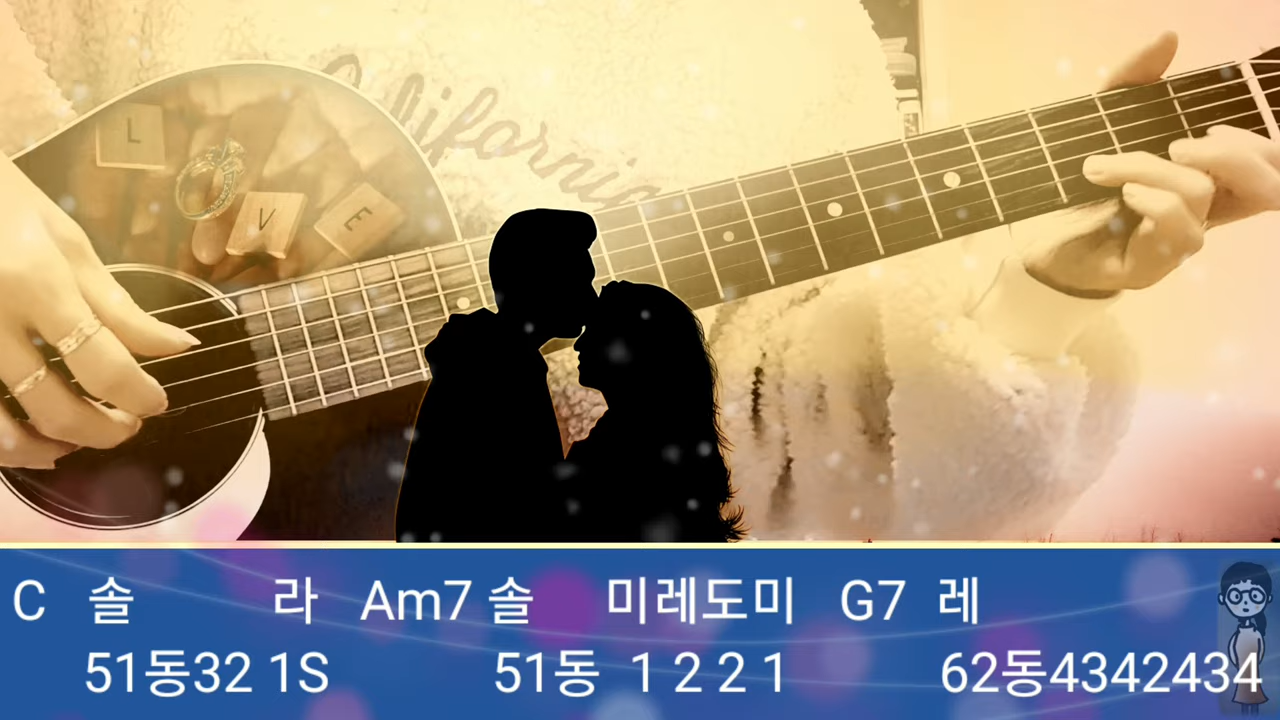 California
L
V
E
C 솔 라 Am7 솔 미레도미 G7 레
51동32 1S 51동 1 2 2 1 62동4342434